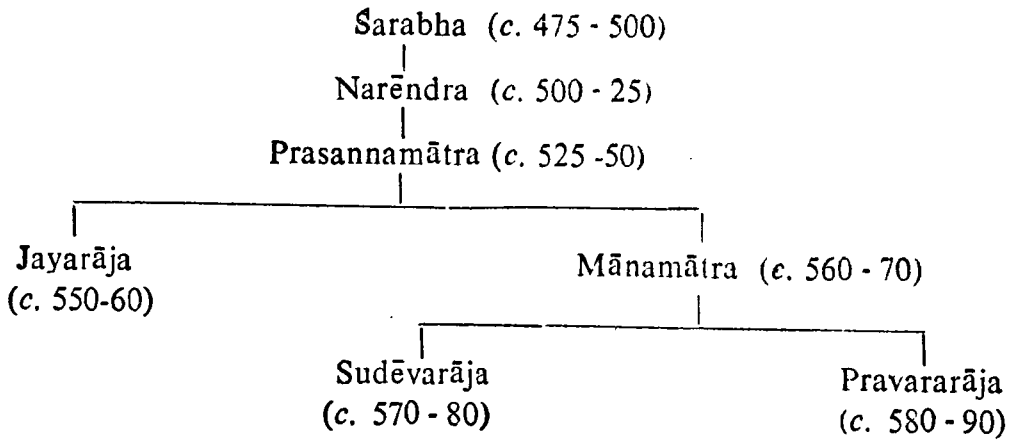 Śarabha (c. 475 - 500)
Narēndra (c. 500 - 25)
Prasannamātra (c. 525 -50)
Jayarāja
(c. 550-60)
Mānamātra (c. 560 - 70)
Sudēvarāja
(c. 570 - 80)
Pravararāja
(c. 580 - 90)